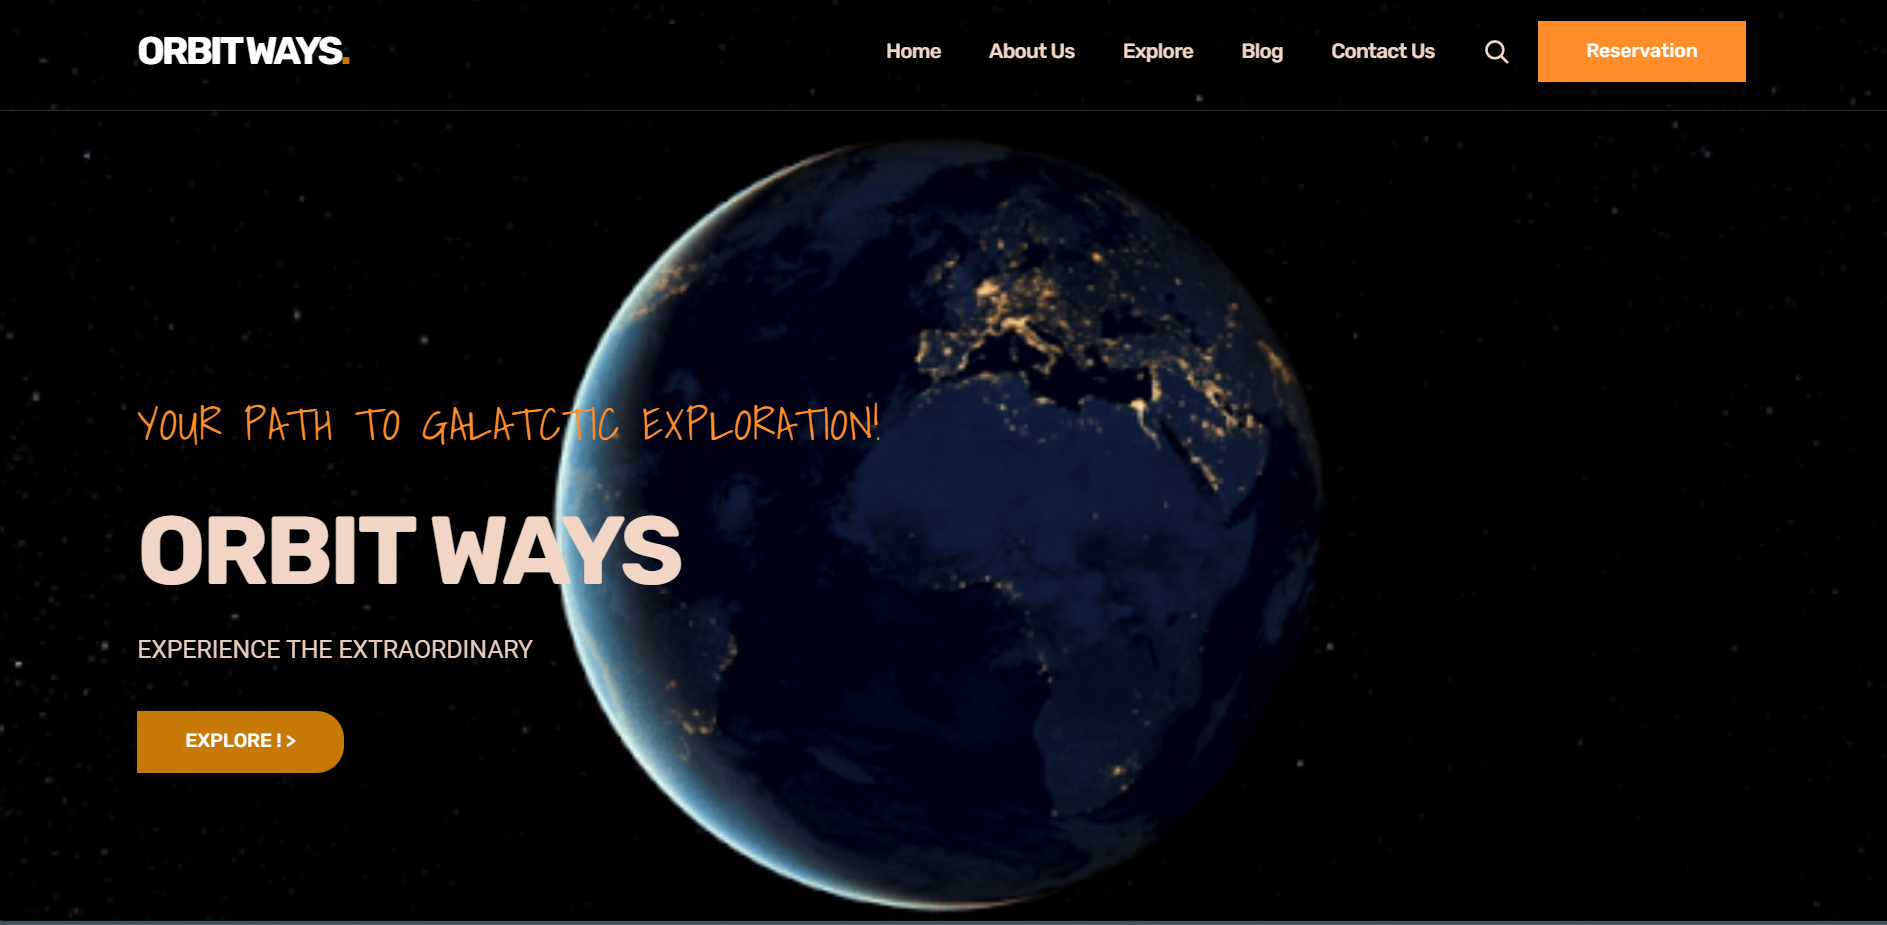 ORBIT WAYS.
Home About Us Explore Blog Contact Us Reservation
YOUR PATH TO GALATCTIC EXPLORATION!
ORBIT WAYS
EXPERIENCE THE EXTRAORDINARY
EXPLORE ! >